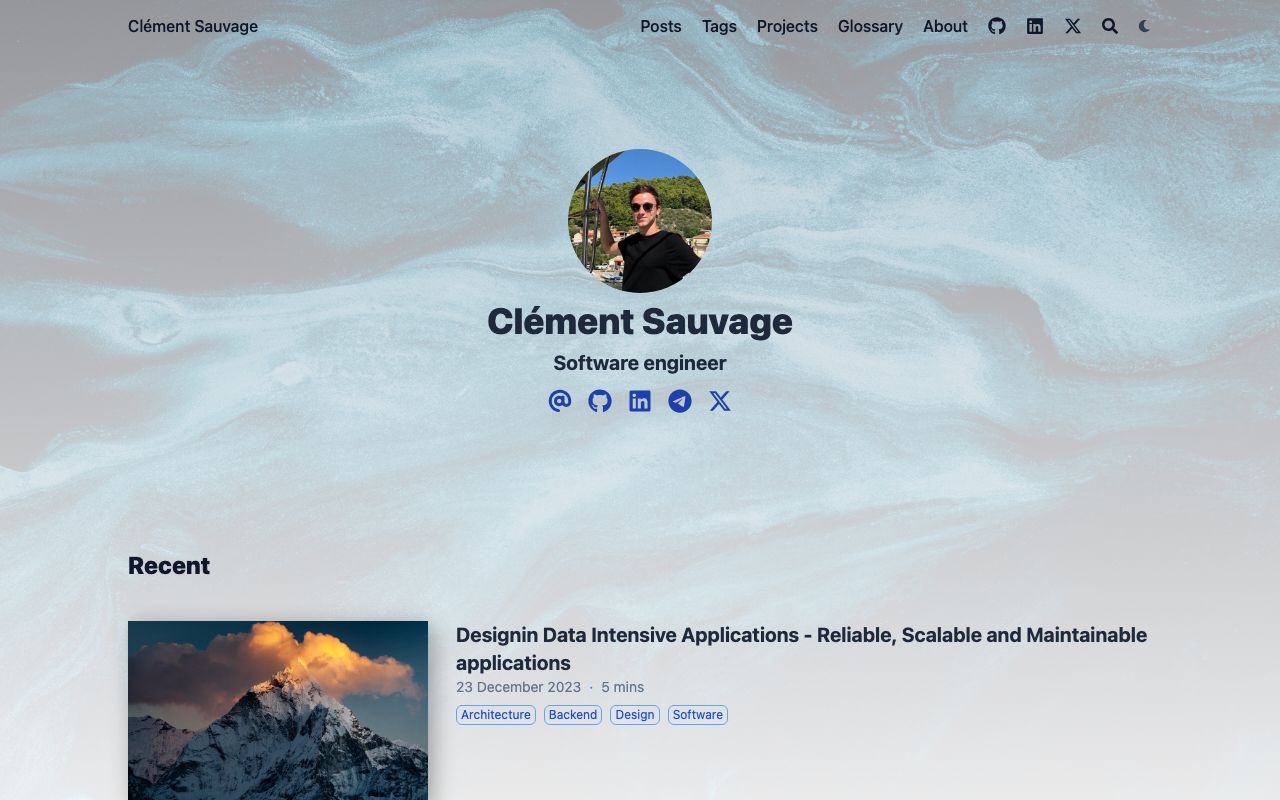 Clément Sauvage
Posts Tags Projects Glossary About
Clément Sauvage
Software engineer
Recent
Designin Data Intensive Applications - Reliable, Scalable and Maintainable
applications
23 December 2023 · 5 mins
Architecture Backend Design Software